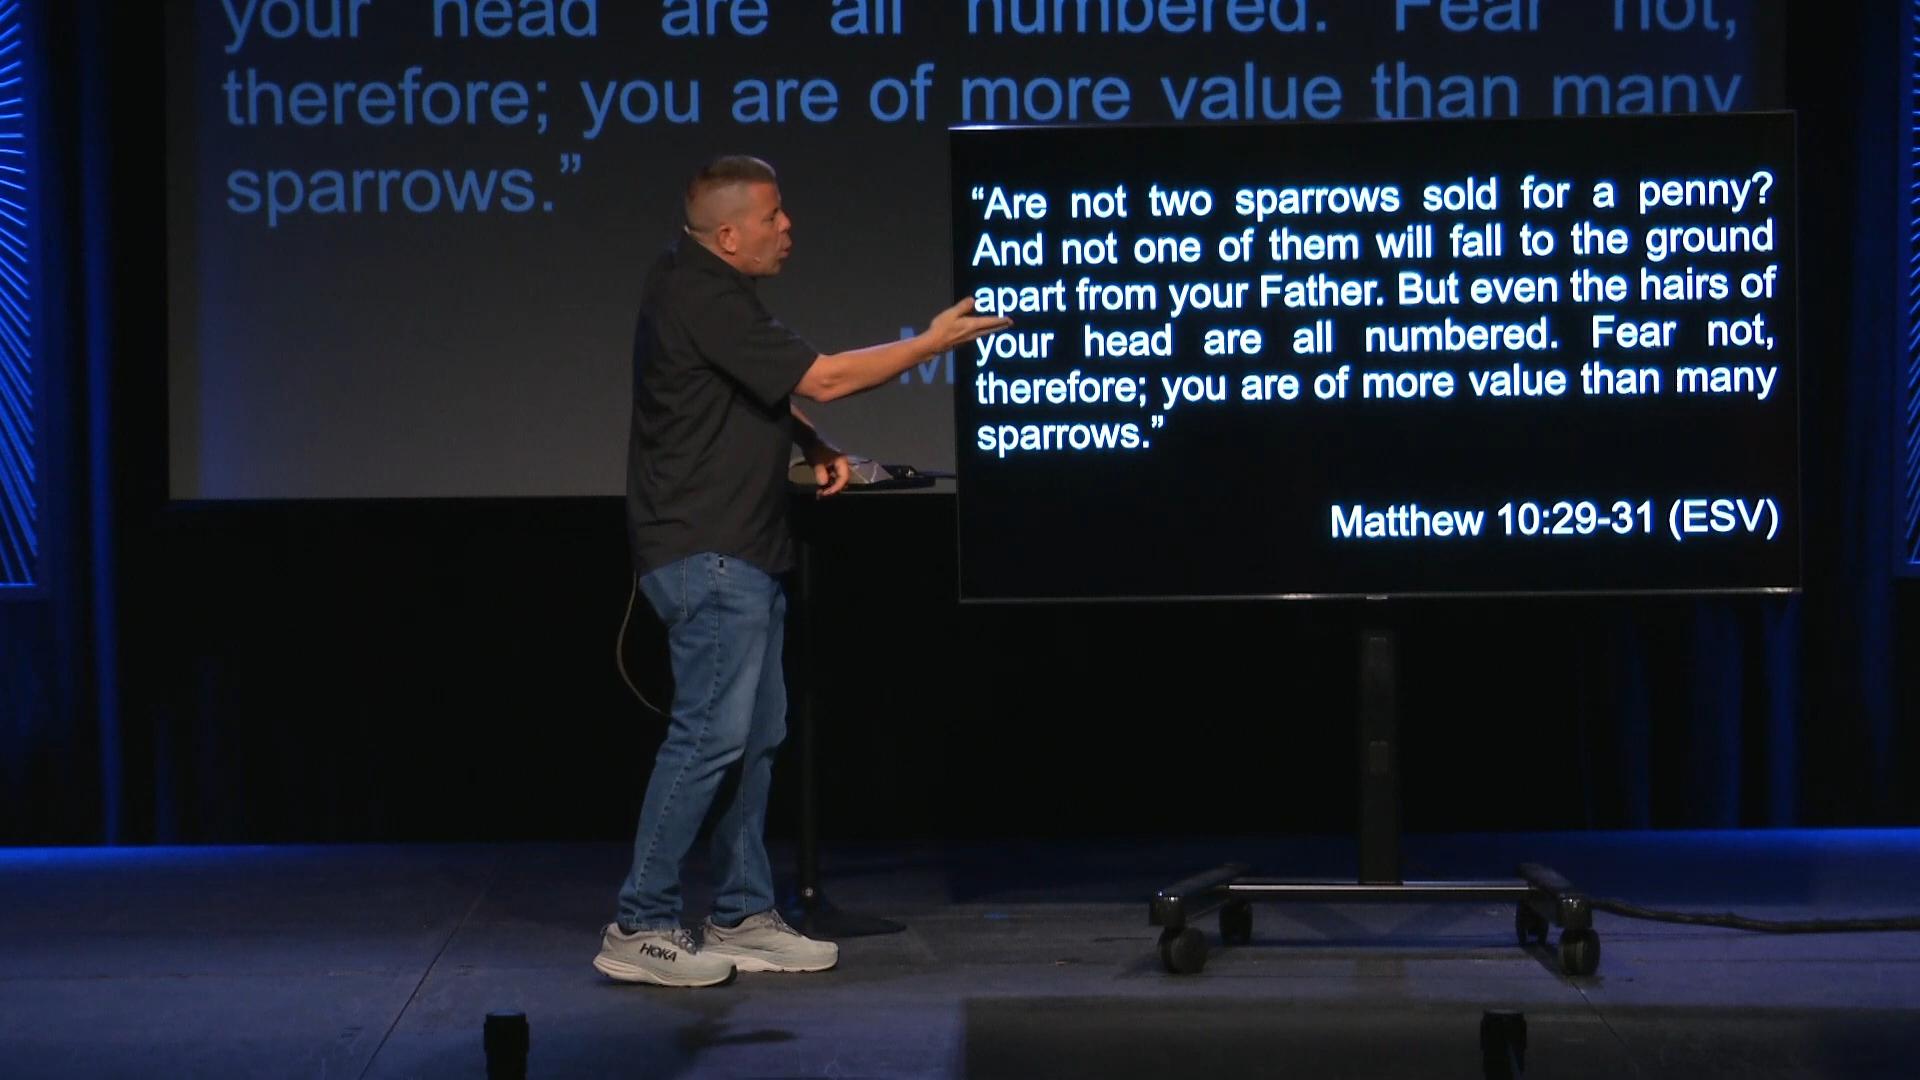 your head are all numbered. Fear not,
therefore; you are of more value than many
sparrows.”
M
“Are not two sparrows sold for a penny?
And not one of them will fall to the ground
apart from your Father. But even the hairs of
your head are all numbered. Fear not,
therefore; you are of more value than many
sparrows.”
Matthew 10:29-31 (ESV)
HOKA